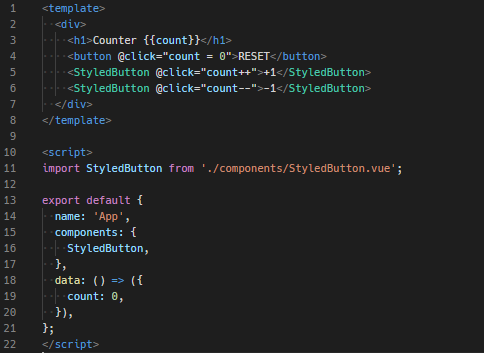 1 <template>
2   <div>
3     <h1>Counter {{count}}</h1>
4     <button @click="count = 0">RESET</button>
5     <StyledButton @click="count++">+1</StyledButton>
6     <StyledButton @click="count--">-1</StyledButton>
7   </div>
8 </template>
9
10 <script>
11 import StyledButton from './components/StyledButton.vue';
12
13 export default {
14   name: 'App',
15   components: {
16     StyledButton,
17   },
18   data: () => ({
19     count: 0,
20   }),
21 };
22 </script>